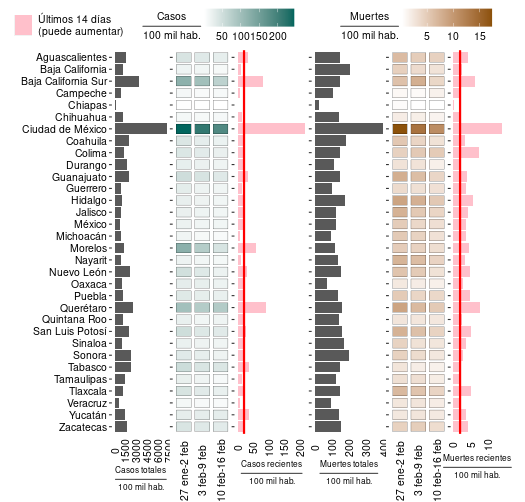 Últimos 14 días
(puede aumentar)
Casos
100 mil hab.
50 100150200
Muertes
100 mil hab.
5 10 15
Aguascalientes
Baja California
Baja California Sur
Campeche
Chiapas
Chihuahua
Ciudad de México
Coahuila
Colima
Durango
Guanajuato
Guerrero
Hidalgo
Jalisco
México
Michoacán
Morelos
Nayarit
Nuevo León
Oaxaca
Puebla
Querétaro
Quintana Roo
San Luis Potosí
Sinaloa
Sonora
Tabasco
Tamaulipas
Tlaxcala
Veracruz
Yucatán
Zacatecas
0 1500 3000 4500 6000 7500
Casos totales
100 mil hab.
27 ene-2 feb
3 feb-9 feb
10 feb-16 feb
0 50 100 150 200
Casos recientes
100 mil hab.
0 100 200 300 400
Muertes totales
100 mil hab.
27 ene-2 feb
3 feb-9 feb
10 feb-16 feb
0 5 10
Muertes recientes
100 mil hab.